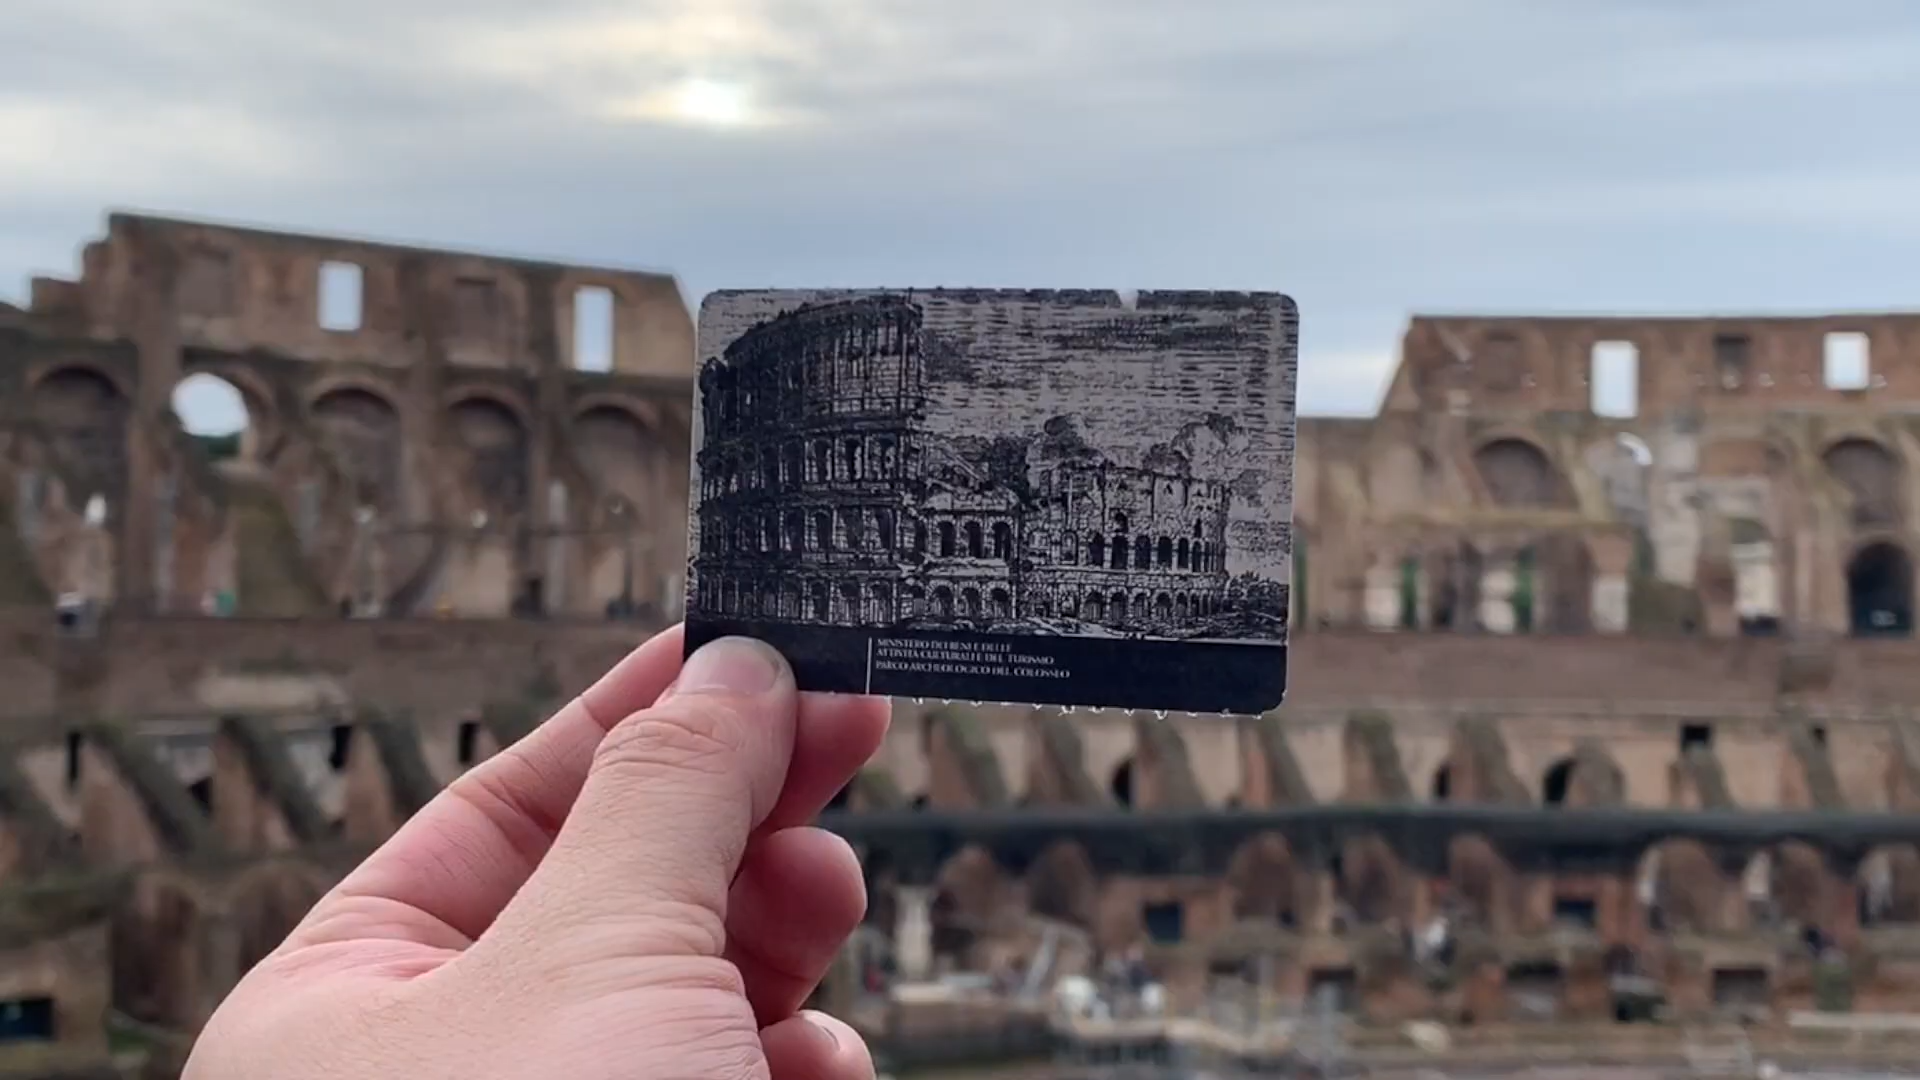 MINISTERO DEI BENI E DELLE
ATTIVITÀ CULTURALI E DEL TURISMO
PARCO ARCHEOLOGICO DEL COLOSSEO